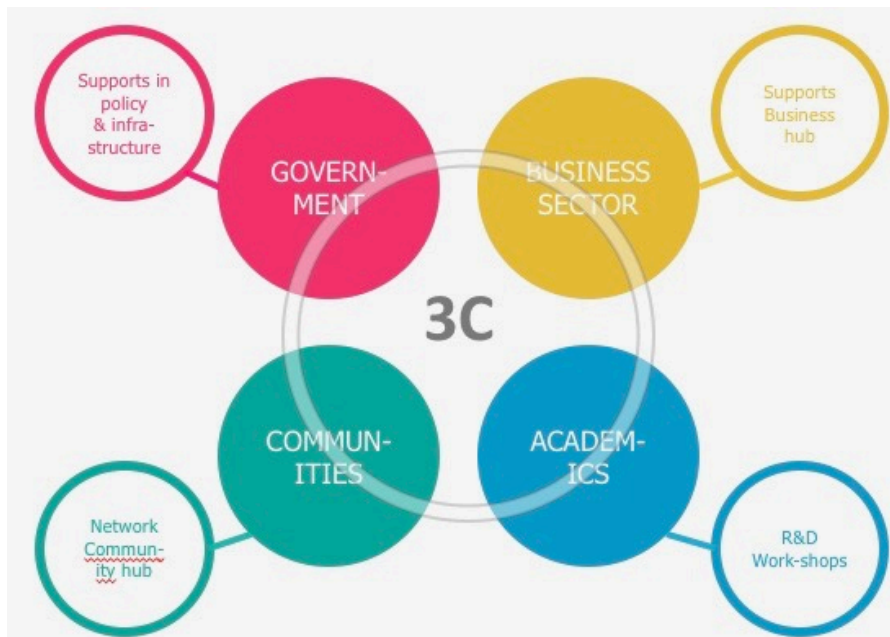 Supports in
policy
& infra-
structure
GOVERN-
MENT
BUSINESS
SECTOR
Supports
Business
hub
3C
COMMUN-
ITIES
ACADEM-
ICS
Network
Commun-
ity hub
R&D
Work-shops